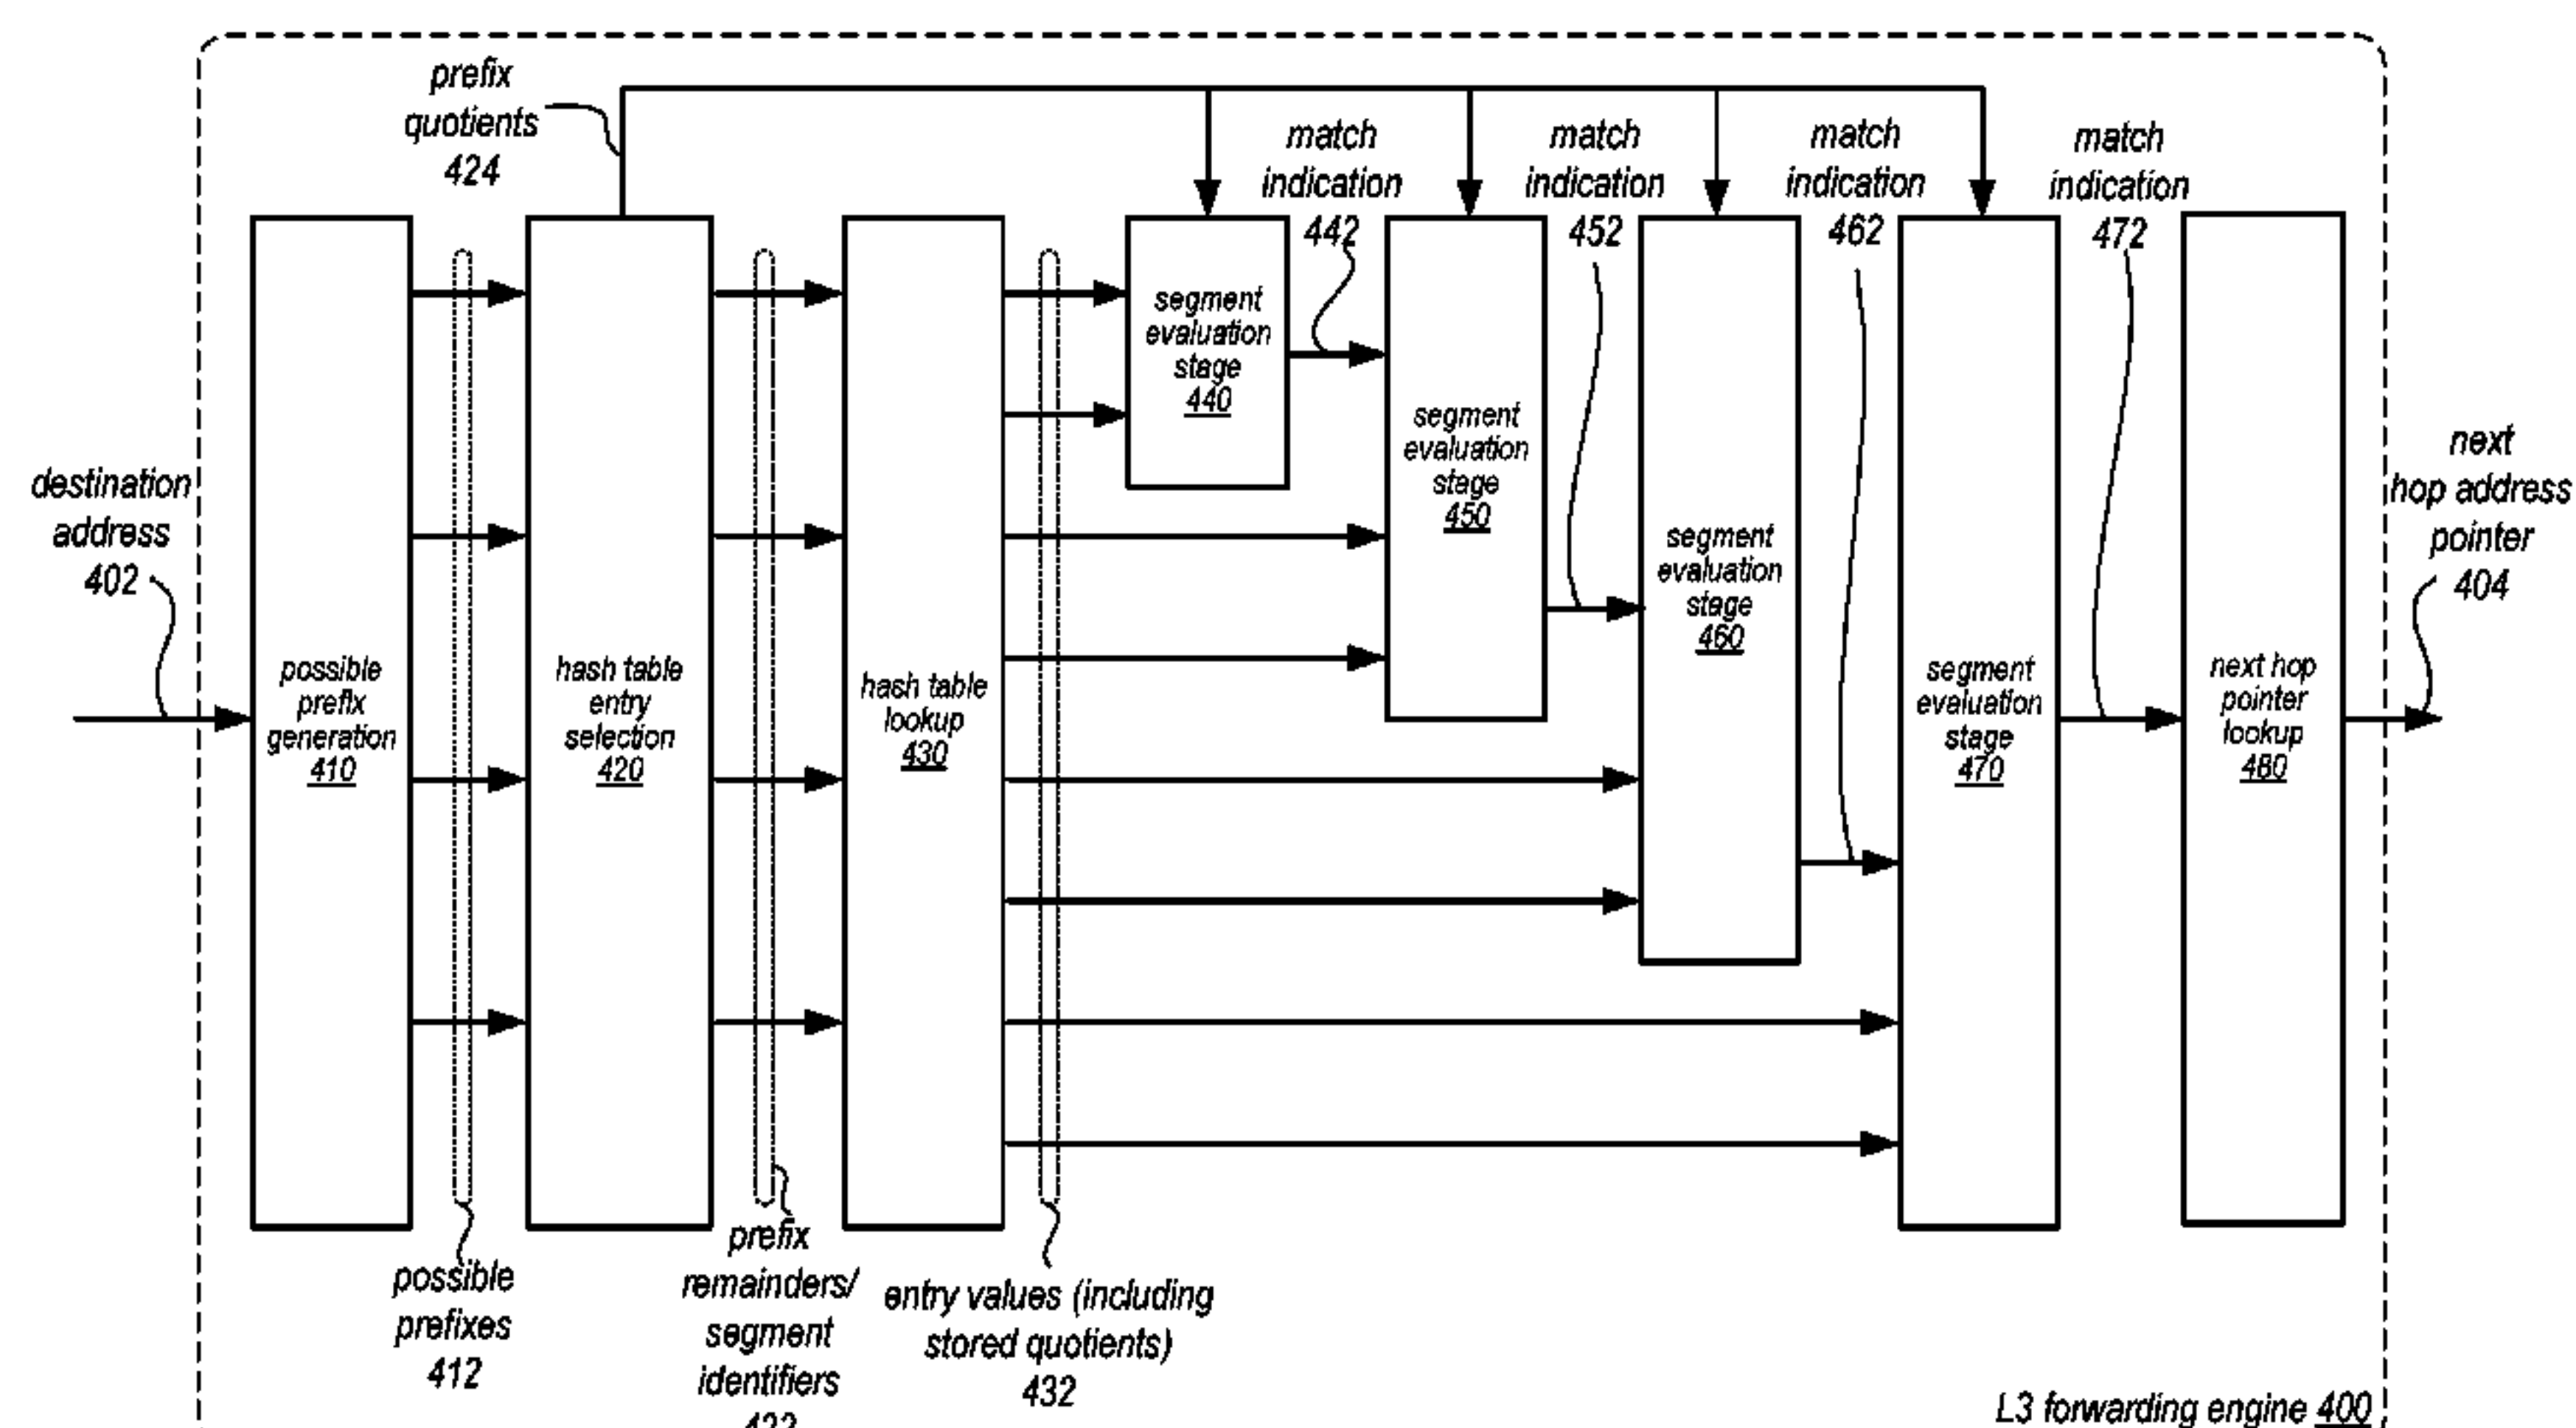 prefix
quotients
424
match
indication
442
match
indication
452
match
indication
462
match
indication
472
destination
address
402
possible
prefix
generation
410
hash table
entry
selection
420
hash table
lookup
430
segment
evaluation
stage
440
segment
evaluation
stage
450
segment
evaluation
stage
460
segment
evaluation
stage
470
next hop
pointer
lookup
480
next
hop address
pointer
404
possible
prefixes
412
prefix
remainders/
segment
identifiers
entry values (including
stored quotients)
432
L3 forwarding engine 400